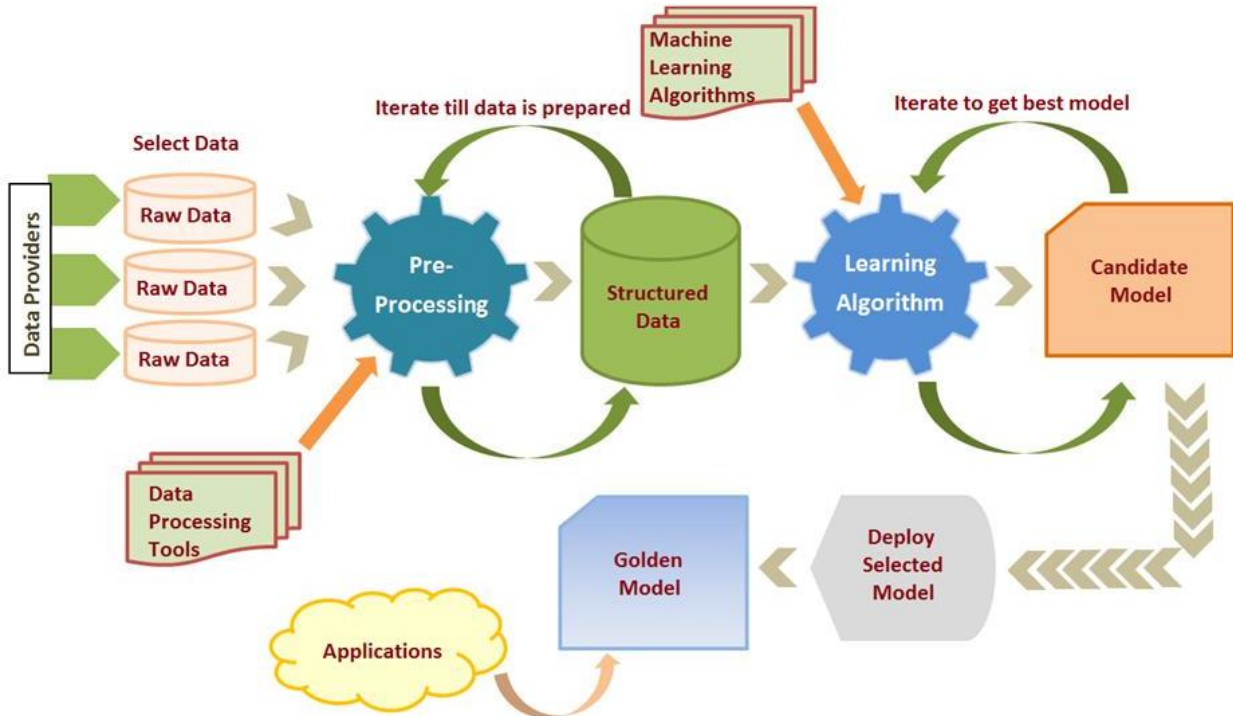 Machine
Learning
Algorithms
Iterate till data is prepared
Iterate to get best model
Select Data
Data Providers
Raw Data
Raw Data
Raw Data
Pre-
Processing
Structured
Data
Learning
Algorithm
Candidate
Model
Data
Processing
Tools
Golden
Model
Deploy
Selected
Model
Applications